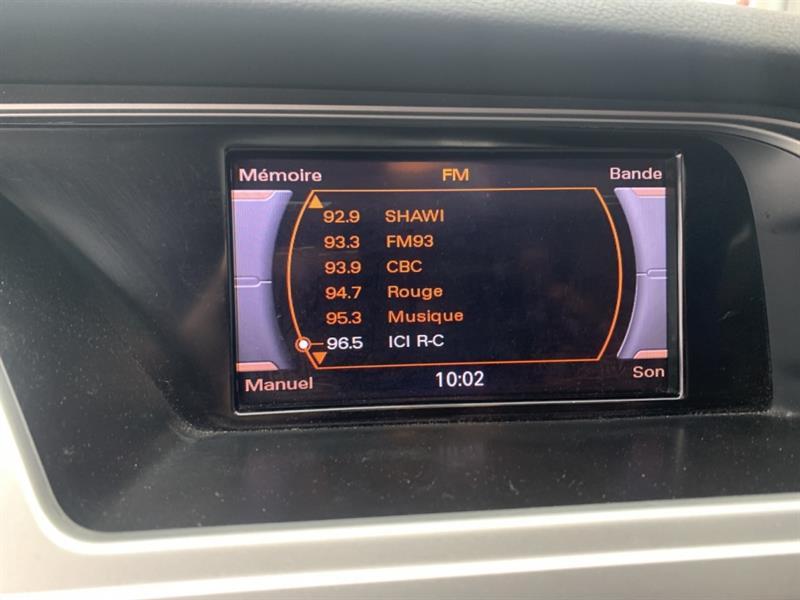 Mémoire FM Bande
92.9 SHAWI
93.3 FM93
93.9 CBC
94.7 Rouge
95.3 Musique
96.5 ICI R-C
Manuel 10:02 Son